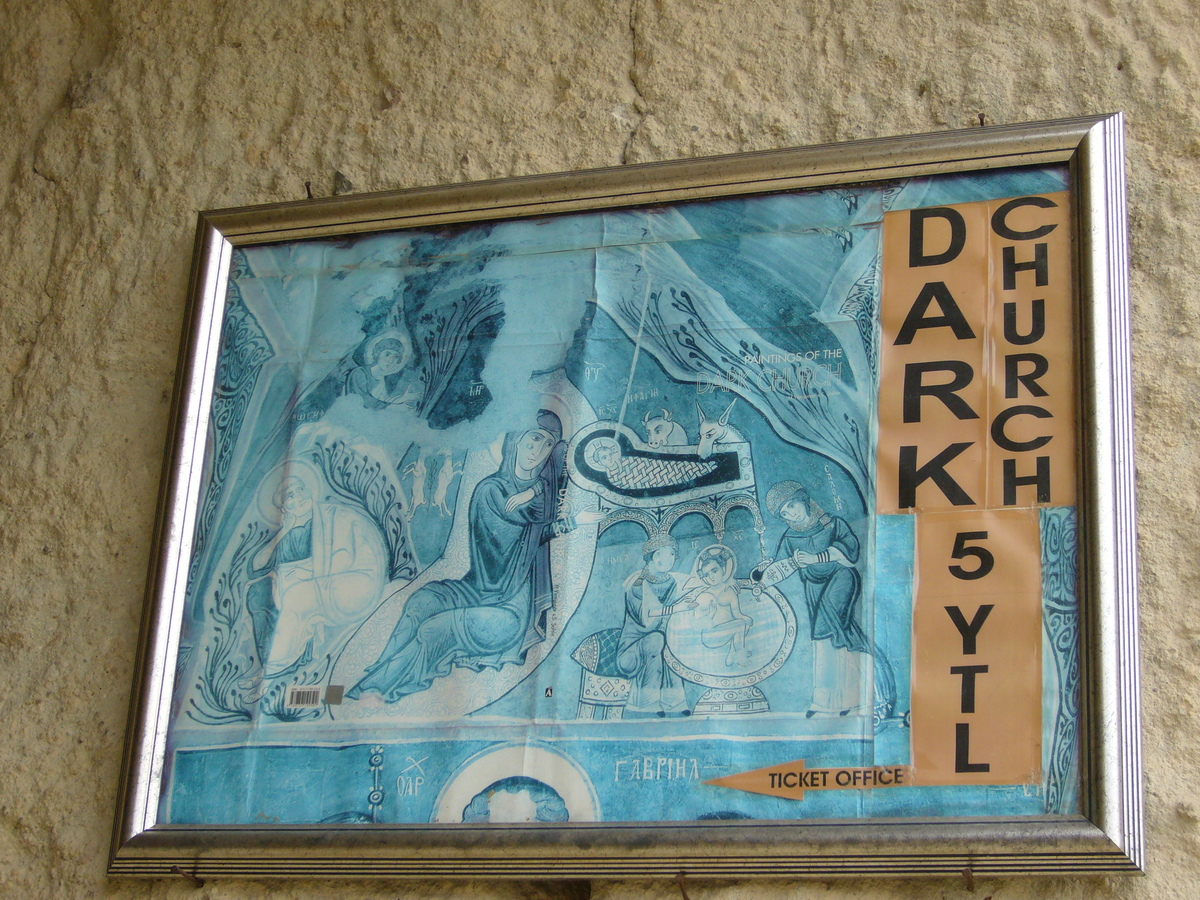 DARK
CHURCH
5
YTL
PAINTINGS OF THE
DARK CHURCH
TICKET OFFICE
ΓΑΒΡΙΗΛ